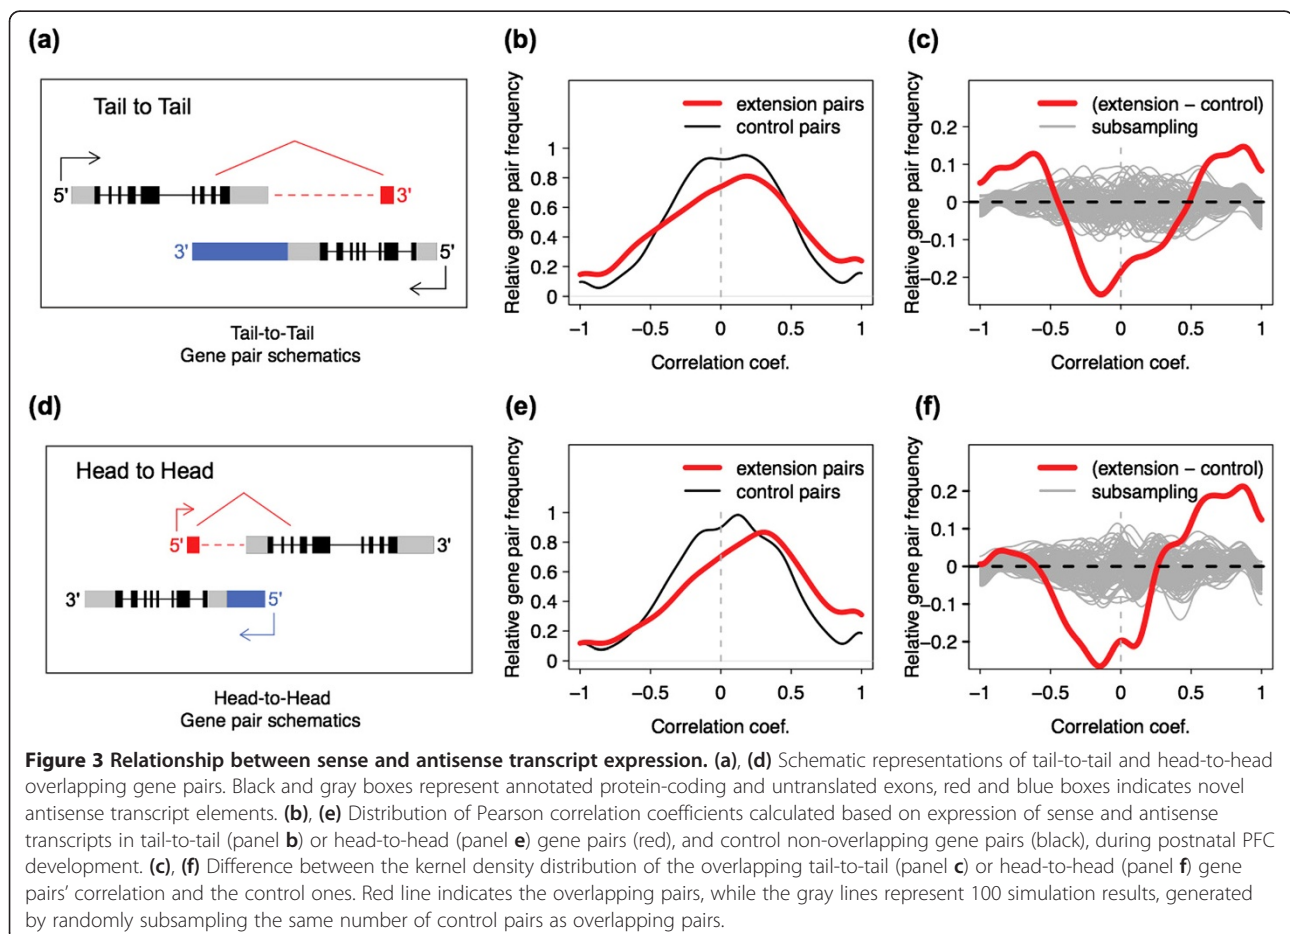 (a)
Tail to Tail
5'
3'
3'
5'
Tail-to-Tail
Gene pair schematics
(b)
extension pairs
control pairs
Relative gene pair frequency
1
0.8
0.6
0.4
0.2
0
−1 −0.5 0 0.5 1
Correlation coef.
(c)
(extension − control)
subsampling
Relative gene pair frequency
0.2
0.1
0
−0.1
−0.2
−1 −0.5 0 0.5 1
Correlation coef.
(d)
Head to Head
5'
3'
3'
5'
Head-to-Head
Gene pair schematics
(e)
extension pairs
control pairs
Relative gene pair frequency
1
0.8
0.6
0.4
0.2
0
−1 −0.5 0 0.5 1
Correlation coef.
(f)
(extension − control)
subsampling
Relative gene pair frequency
0.2
0.1
0
−0.1
−0.2
−1 −0.5 0 0.5 1
Correlation coef.
Figure 3 Relationship between sense and antisense transcript expression. (a), (d) Schematic representations of tail-to-tail and head-to-head
overlapping gene pairs. Black and gray boxes represent annotated protein-coding and untranslated exons, red and blue boxes indicates novel
antisense transcript elements. (b), (e) Distribution of Pearson correlation coefficients calculated based on expression of sense and antisense
transcripts in tail-to-tail (panel b) or head-to-head (panel e) gene pairs (red), and control non-overlapping gene pairs (black), during postnatal PFC
development. (c), (f) Difference between the kernel density distribution of the overlapping tail-to-tail (panel c) or head-to-head (panel f) gene
pairs' correlation and the control ones. Red line indicates the overlapping pairs, while the gray lines represent 100 simulation results, generated
by randomly subsampling the same number of control pairs as overlapping pairs.